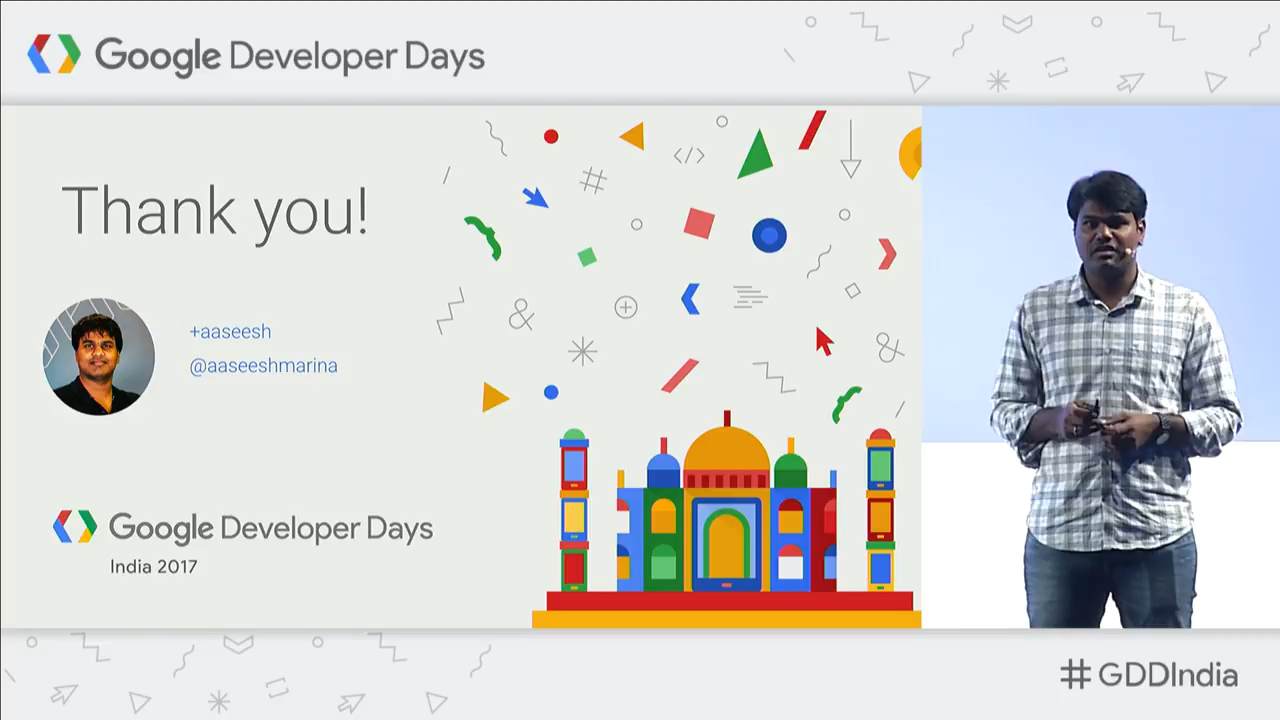 Google Developer Days
Thank you!
+aaseesh
@aaseeshmarina
Google Developer Days
India 2017
#GDDIndia